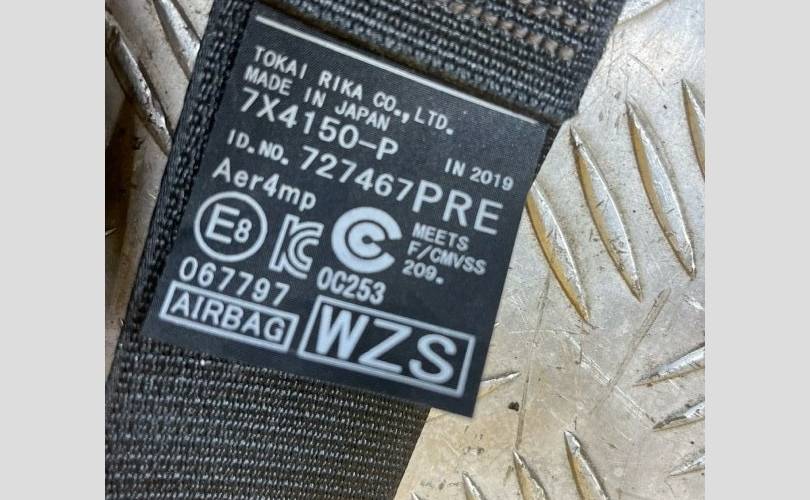 TOKAI RIKA CO.,LTD.
MADE IN JAPAN
7X4150-P IN 2019
ID.NO. 727467PRE
Aer4mp
E8 KC C MEETS
F/CMVSS
209.
067797 0C253
AIRBAG WZS